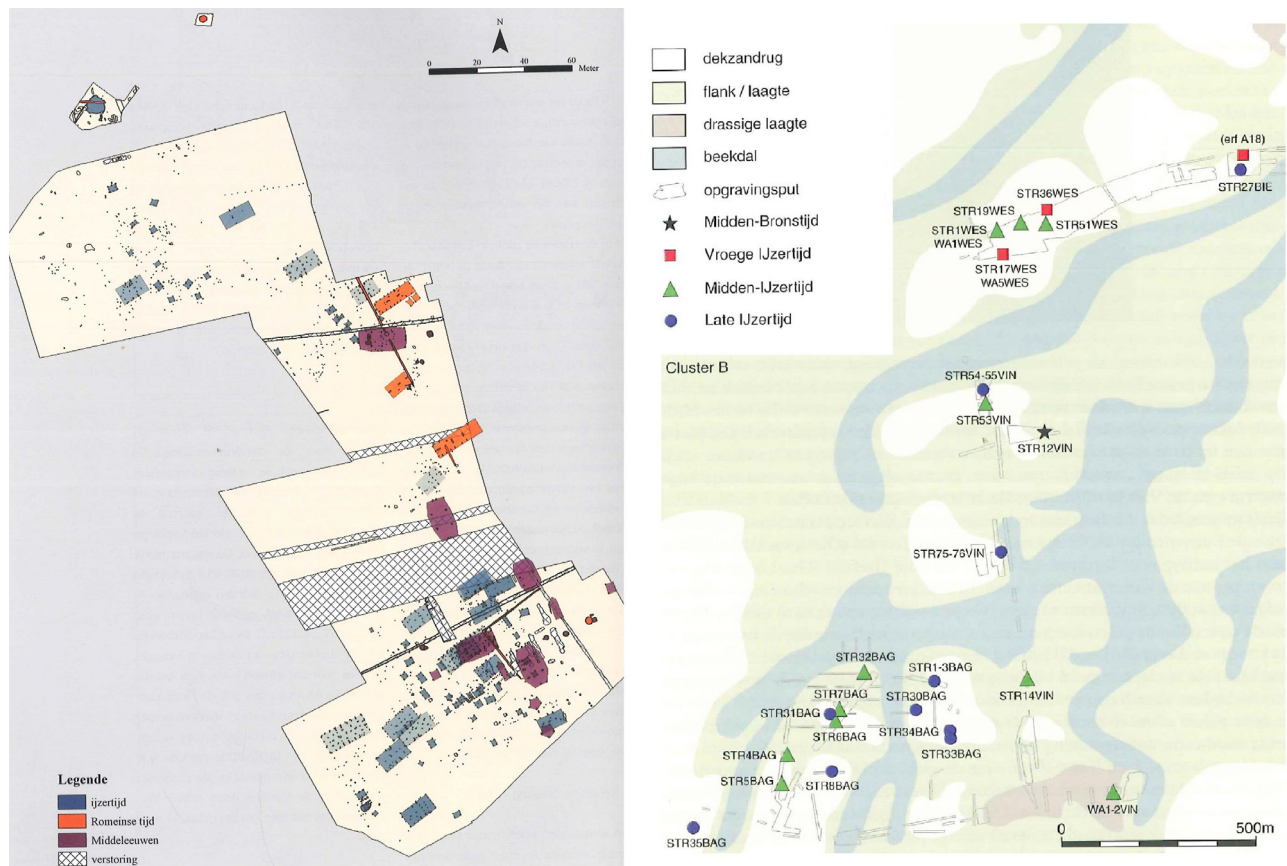 N
0 20 40 60
Meter
Legende
ijzertijd
Romeinse tijd
Middeleeuwen
verstoring
dekzandrug
flank / laagte
drassige laagte
beekdal
opgravingsput
Midden-Bronstijd
Vroege IJzertijd
Midden-IJzertijd
Late IJzertijd
Cluster B
(erf A18)
STR27BIE
STR36WES
STR19WES
STR1WES
WA1WES
STR51WES
STR17WES
WA5WES
STR54-55VIN
STR53VIN
STR12VIN
STR75-76VIN
STR32BAG
STR1-3BAG
STR7BAG
STR30BAG
STR14VIN
STR31BAG
STR6BAG
STR34BAG
STR33BAG
STR4BAG
STR5BAG
STR8BAG
WA1-2VIN
STR35BAG
0 500m